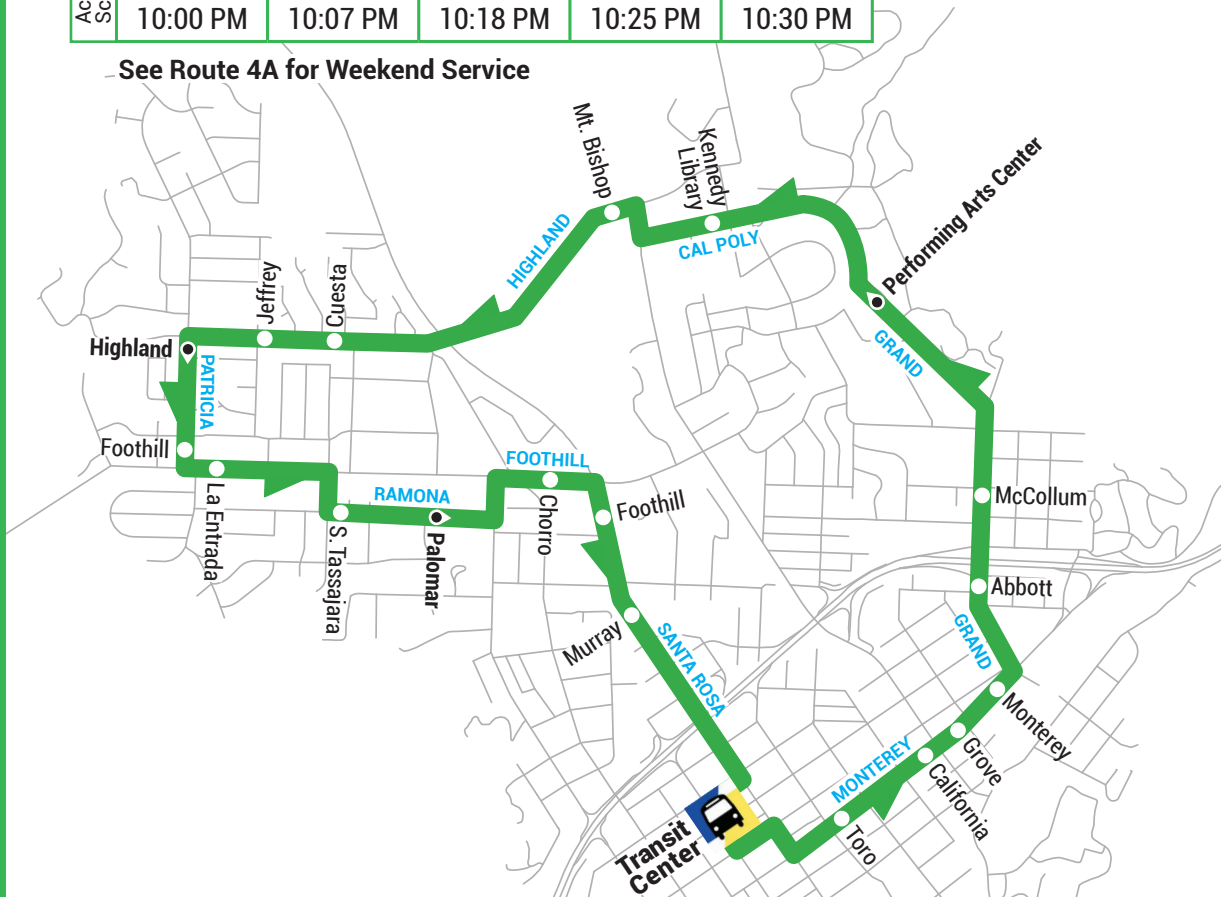 Ac
Sc
10:00 PM 10:07 PM 10:18 PM 10:25 PM 10:30 PM
See Route 4A for Weekend Service
Mt. Bishop
Kennedy
Library
Performing Arts Center
HIGHLAND
CAL POLY
Jeffrey
Cuesta
GRAND
Highland
PATRICIA
Foothill
FOOTHILL
La Entrada
RAMONA
Chorro
Foothill
McCollum
S. Tassajara
Palomar
Abbott
Murray
SANTA ROSA
GRAND
Monterey
Grove
MONTEREY
California
Toro
Transit
Center